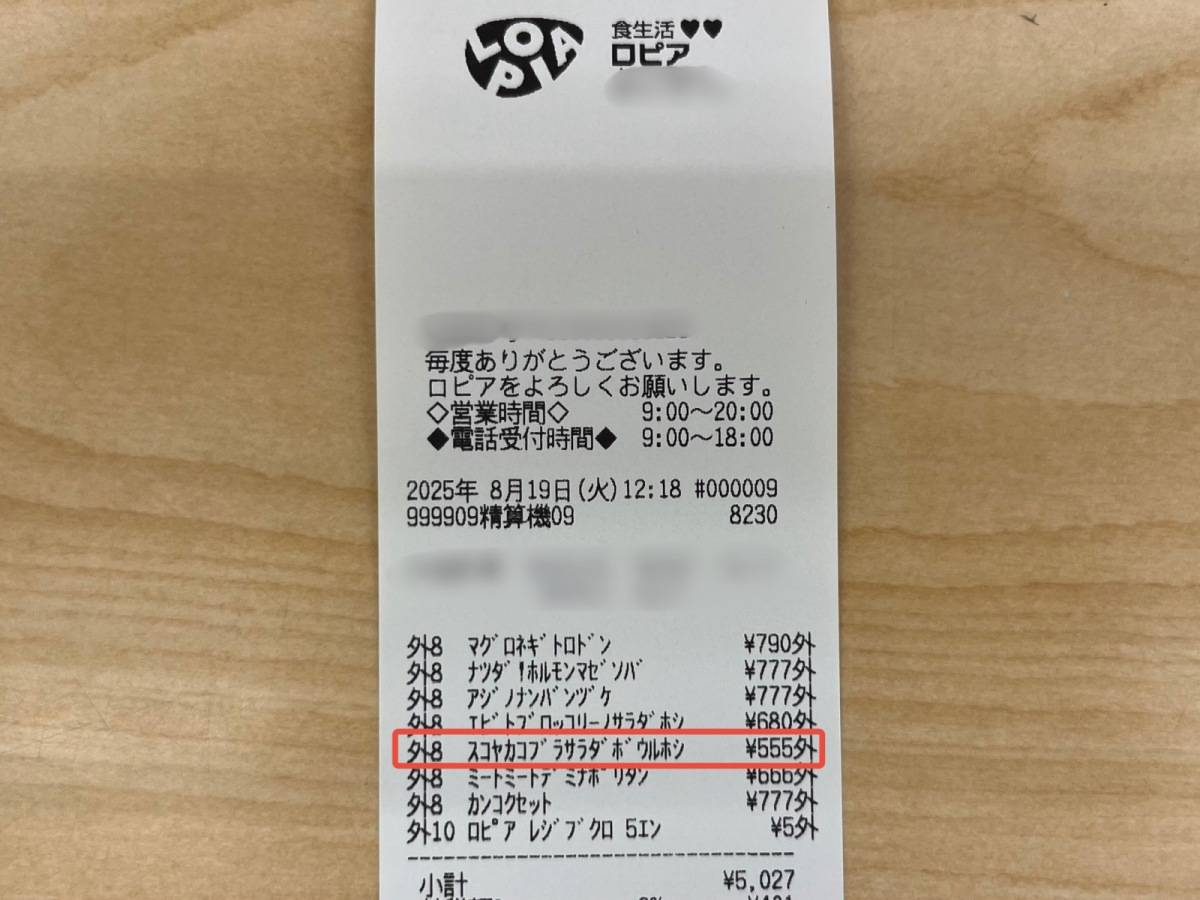 LOPIA
食生活♥♥
ロピア
毎度ありがとうございます。
ロピアをよろしくお願いします。
◇営業時間◇ 9:00～20:00
◆電話受付時間◆ 9:00～18:00
2025年 8月19日(火)12:18 #000009
999909精算機09 8230
外8 マグロネギトロドン ¥790外
外8 ナツダ!ホルモンマゼソバ ¥777外
外8 アジノナンバンヅケ ¥777外
外8 エビトブロッコリーノサラダホシ ¥680外
外8 スコヤカコブラサラダボウルホシ ¥555外
外8 ミートミートデミナポリタン ¥666外
外8 カンコクセット ¥777外
外10 ロピア レジブクロ 5エン ¥5外
小計 ¥5,027